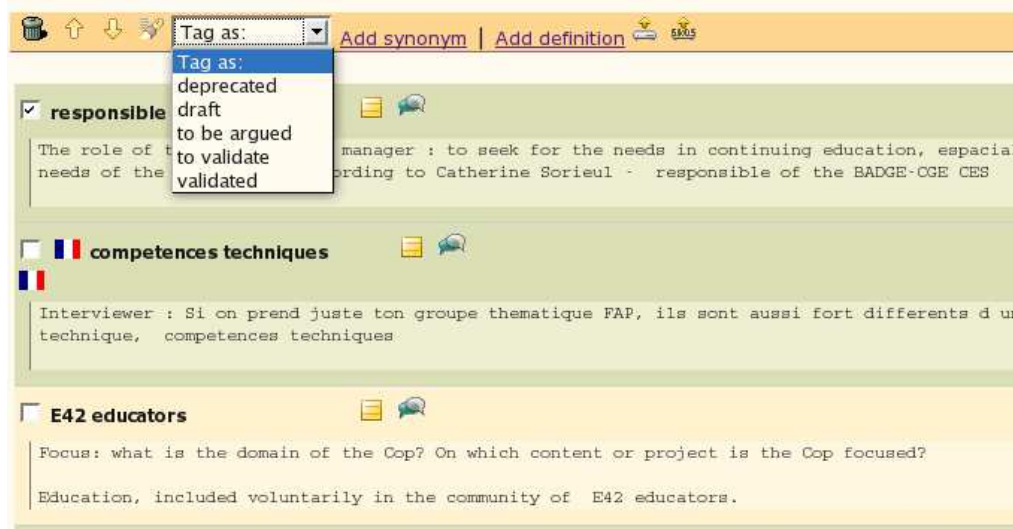 Tag as: Add synonym | Add definition SKOS
Tag as:
deprecated
draft
to be argued
to validate
validated
responsible
The role of t manager : to seek for the needs in continuing education, espacial
needs of the ording to Catherine Sorieul - responsible of the BADGE-CGE CES
competences techniques
Interviewer : Si on prend juste ton groupe thematique FAP, ils sont aussi fort differents d un
technique, competences techniques
E42 educators
Focus: what is the domain of the Cop? On which content or project is the Cop focused?
Education, included voluntarily in the community of E42 educators.